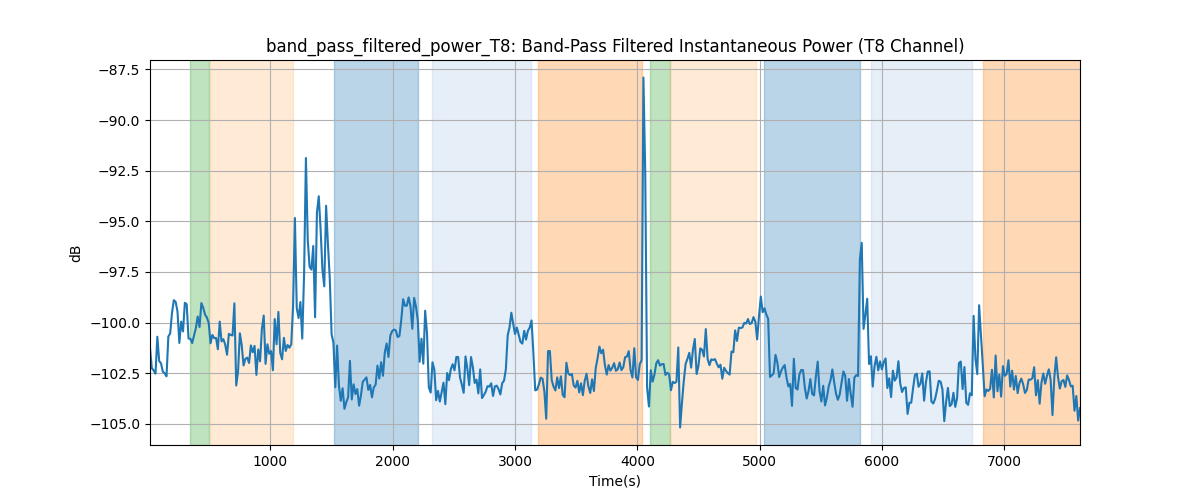 band_pass_filtered_power_T8: Band-Pass Filtered Instantaneous Power (T8 Channel)
−87.5
−90.0
−92.5
−95.0
−97.5
−100.0
−102.5
−105.0
dB
1000 2000 3000 4000 5000 6000 7000
Time(s)